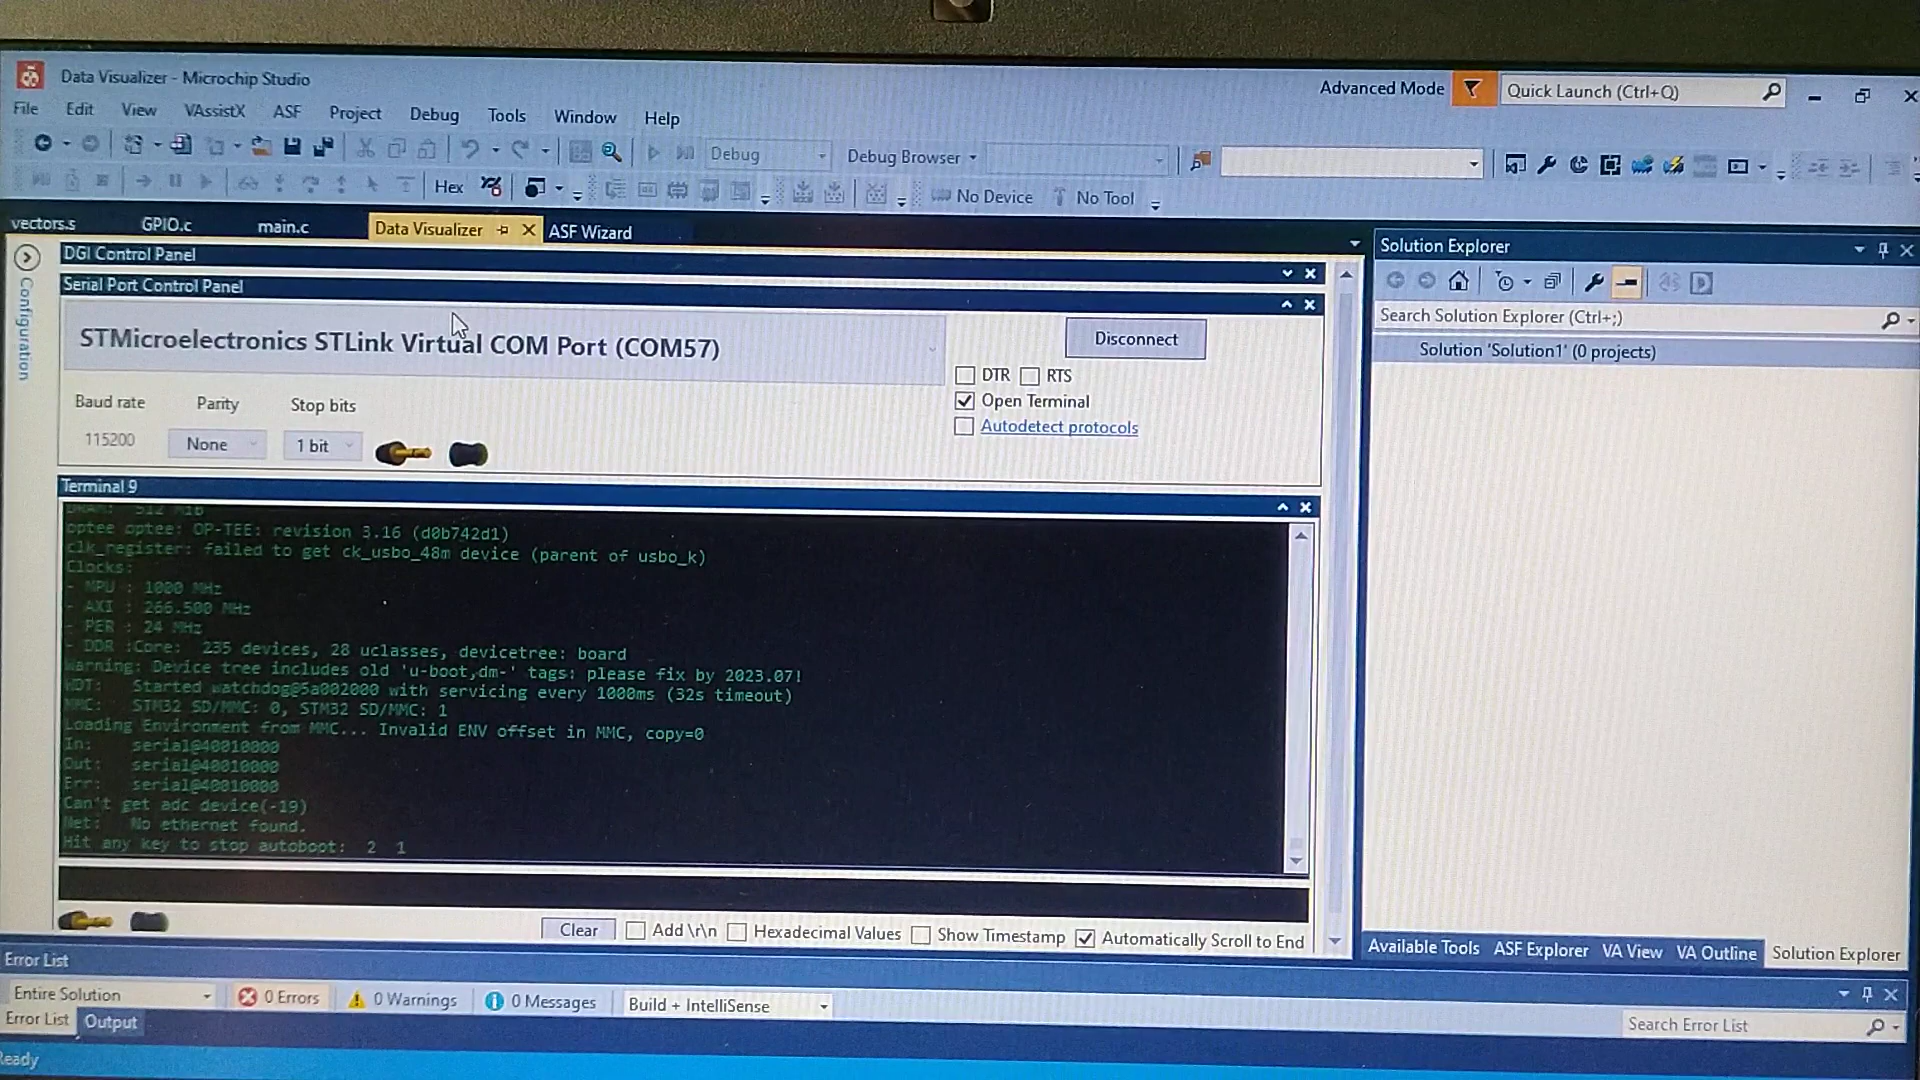 Data Visualizer - Microchip Studio
Advanced Mode
Quick Launch (Ctrl+Q)
File Edit View VAssistX ASF Project Debug Tools Window Help
Debug
Debug Browser
Hex
No Device
No Tool
vectors.s GPIO.c main.c Data Visualizer ASF Wizard
DGI Control Panel
Serial Port Control Panel
Configuration
STMicroelectronics STLink Virtual COM Port (COM57)
Disconnect
DTR RTS
Open Terminal
Autodetect protocols
Baud rate Parity Stop bits
115200 None 1 bit
Terminal 9
DRAM: 512 MiB
optee optee: OP-TEE: revision 3.16 (d0b742d1)
clk_register: failed to get ck_usbo_48m device (parent of usbo_k)
Clocks:
- MPU : 1000 MHz
- AXI : 266.500 MHz
- PER : 24 MHz
- DDR :Core:  235 devices, 28 uclasses, devicetree: board
Warning: Device tree includes old 'u-boot,dm-' tags: please fix by 2023.07!
WDT:   Started watchdog@5a002000 with servicing every 1000ms (32s timeout)
MMC:   STM32 SD/MMC: 0, STM32 SD/MMC: 1
Loading Environment from MMC... Invalid ENV offset in MMC, copy=0
In:    serial@40010000
Out:   serial@40010000
Err:   serial@40010000
Can't get adc device(-19)
Net:   No ethernet found.
Hit any key to stop autoboot:  2  1
Clear Add \r\n Hexadecimal Values Show Timestamp Automatically Scroll to End
Solution Explorer
Search Solution Explorer (Ctrl+;)
Solution 'Solution1' (0 projects)
Available Tools ASF Explorer VA View VA Outline Solution Explorer
Error List
Entire Solution 0 Errors 0 Warnings 0 Messages Build + IntelliSense
Search Error List
Error List Output
Ready